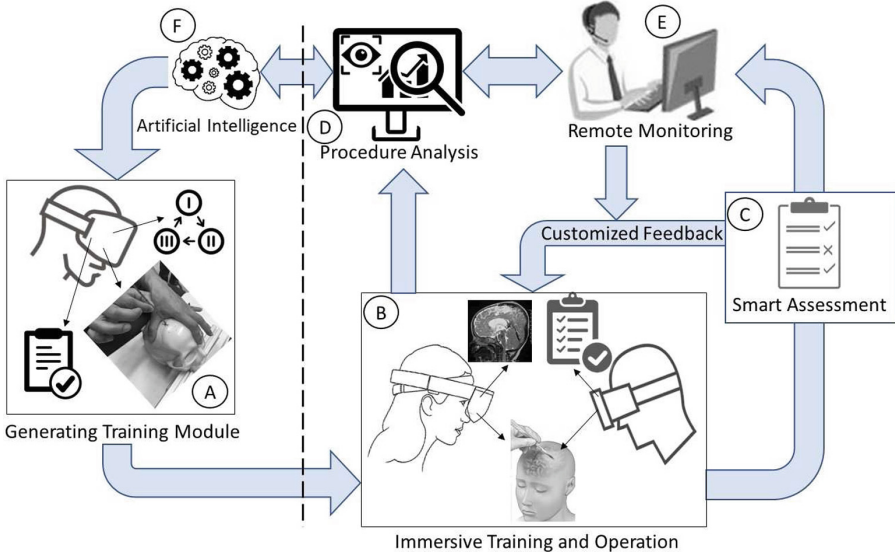 F
Artificial Intelligence
D
Procedure Analysis
E
Remote Monitoring
I
III
II
A
Generating Training Module
Customized Feedback
C
Smart Assessment
B
Immersive Training and Operation